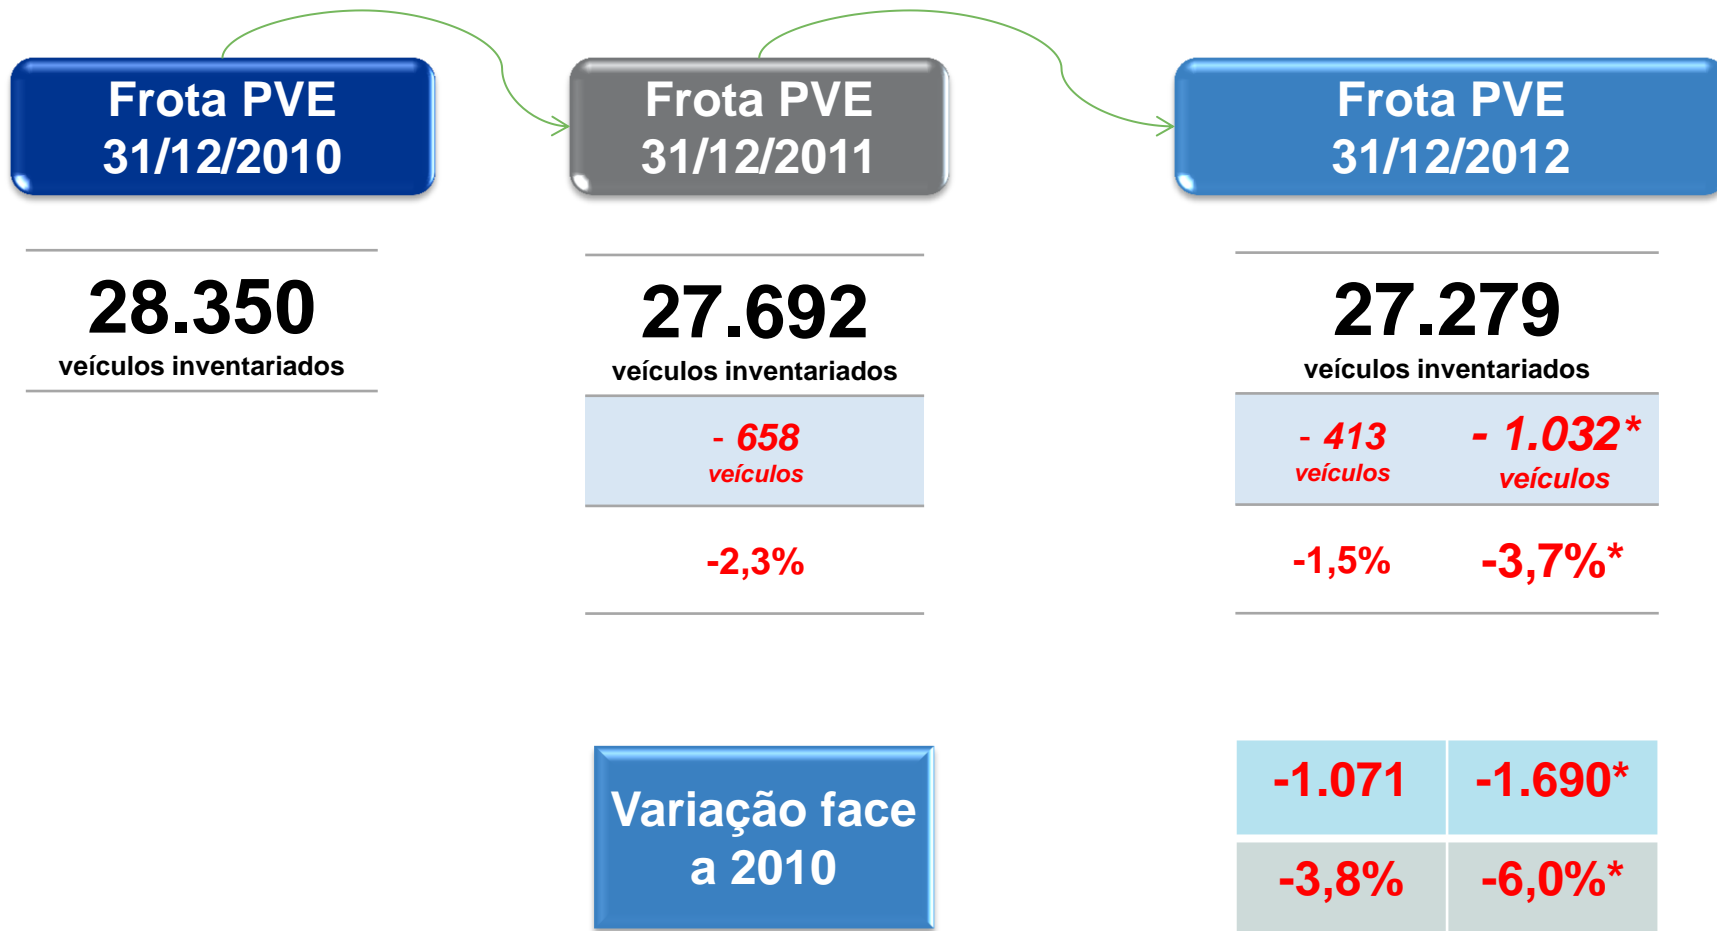 Frota PVE
31/12/2010
Frota PVE
31/12/2011
Frota PVE
31/12/2012
28.350
veículos inventariados
27.692
veículos inventariados
27.279
veículos inventariados
- 658
veículos
- 413
veículos
- 1.032*
veículos
-2,3%
-1,5%
-3,7%*
Variação face
a 2010
-1.071
-1.690*
-3,8%
-6,0%*